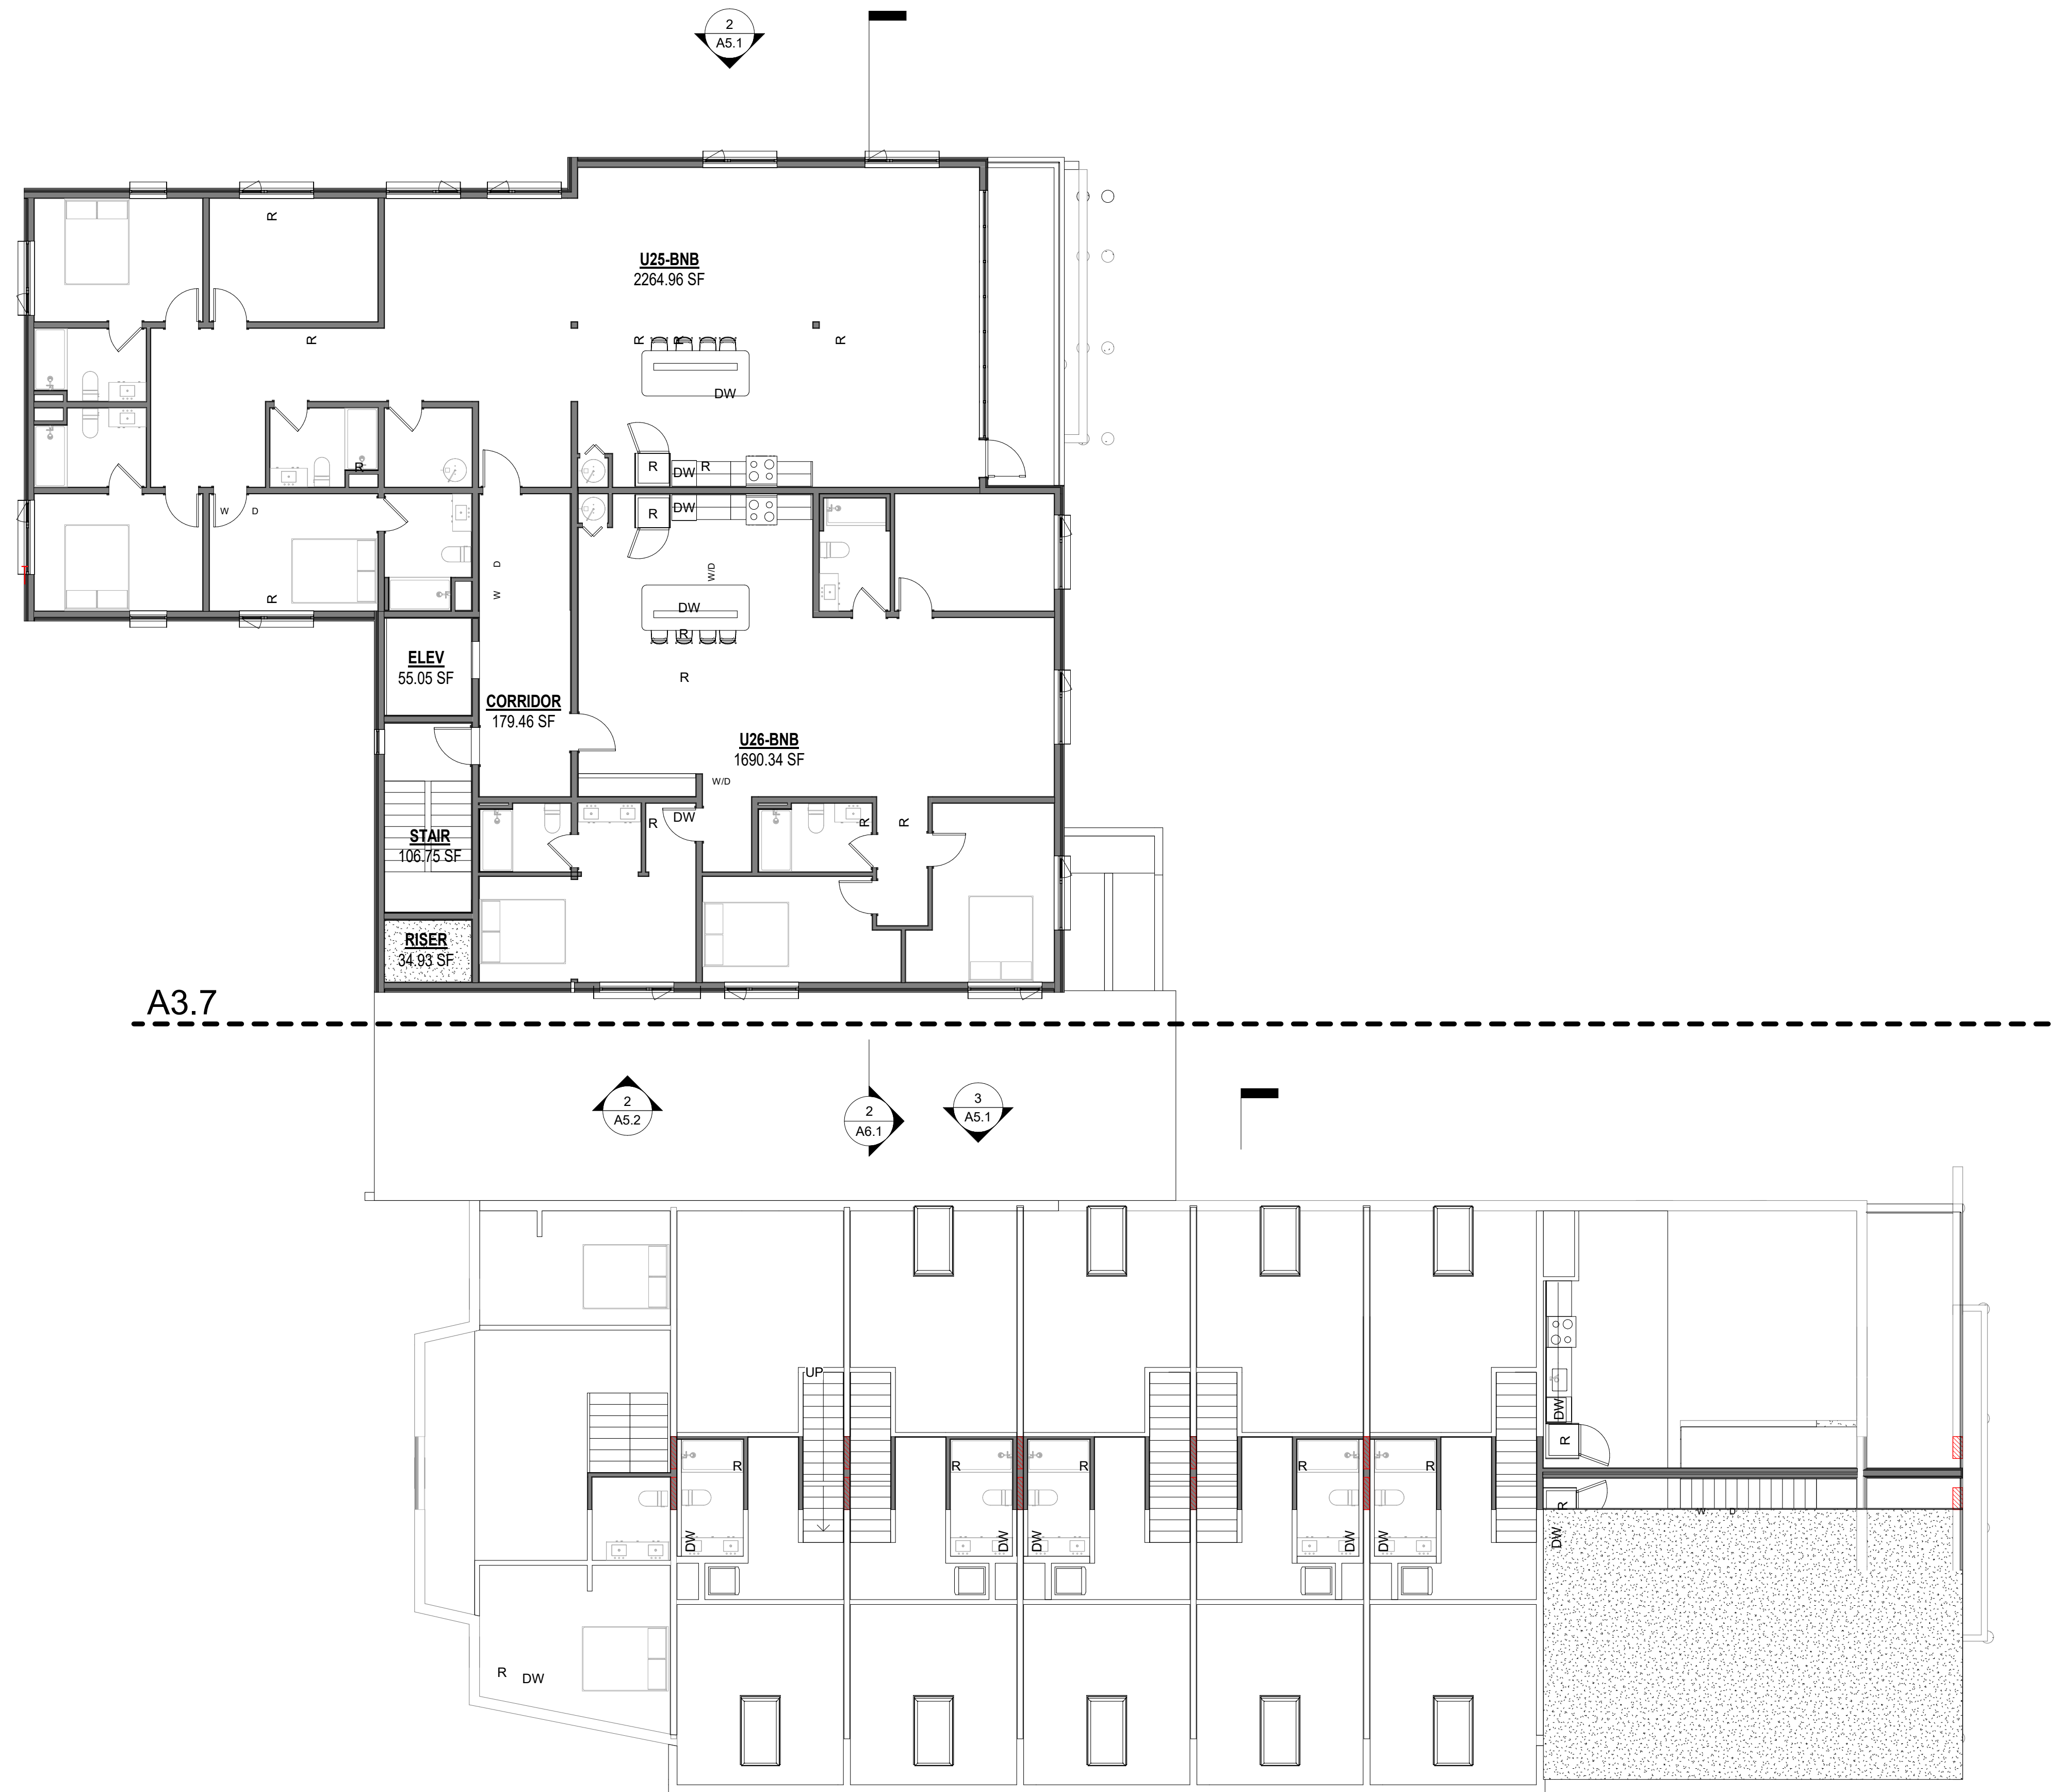 2
A5.1
R
U25-BNB
2264.96 SF
R
R
R
R
DW
R
R
DW
R
W D
R
DW
D
W
W/D
R
DW
R
ELEV
55.05 SF
R
CORRIDOR
179.46 SF
U26-BNB
1690.34 SF
W/D
R
DW
R
R
STAIR
106.75 SF
RISER
34.93 SF
A3.7
2
A5.2
2
A6.1
3
A5.1
UP
DW
R
R
R
R
R
R
R
W D
DW
DW
DW
DW
DW
DW
R
DW